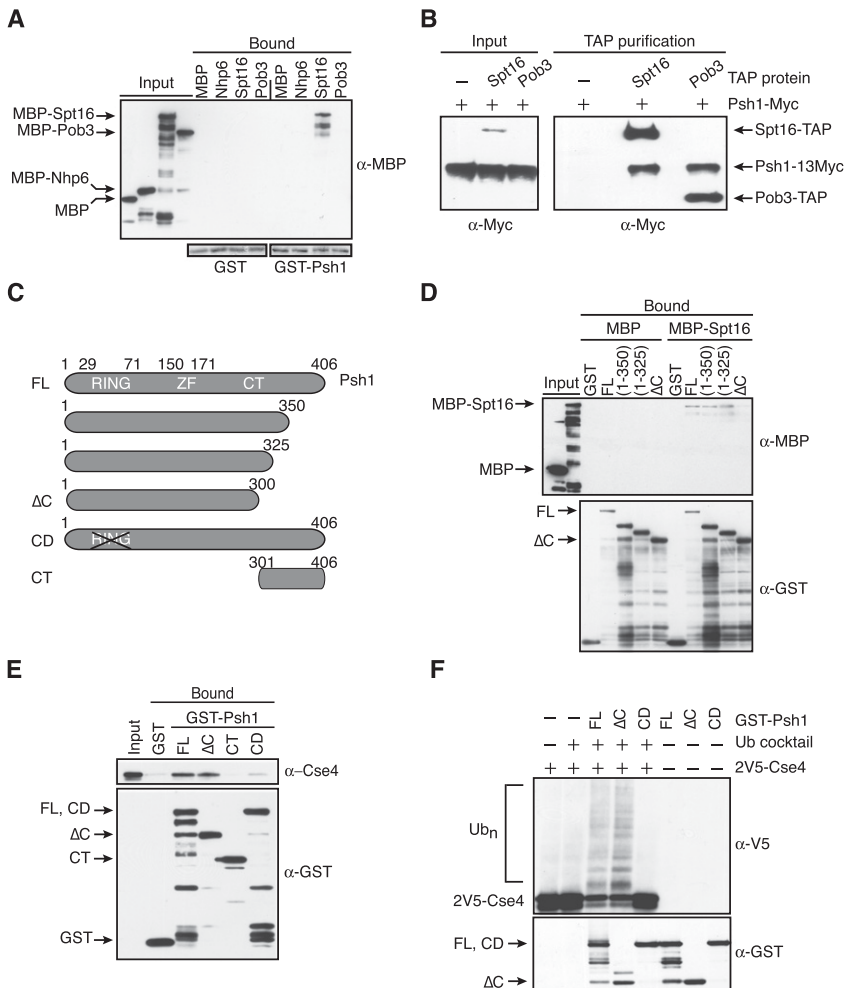 A
Bound
Input
MBP
Nhp6
Spt16
Pob3
MBP
Nhp6
Spt16
Pob3
MBP-Spt16
MBP-Pob3
MBP-Nhp6
MBP
α-MBP
GST GST-Psh1
B
Input TAP purification
– Spt16 Pob3 – Spt16 Pob3 TAP protein
+ + + + + + Psh1-Myc
Spt16-TAP
Psh1-13Myc
Pob3-TAP
α-Myc α-Myc
C
1 29 71 150 171 406
FL RING ZF CT Psh1
1 350
1 325
1 300
ΔC
1 406
CD RING
301 406
CT
D
Bound
MBP MBP-Spt16
Input
GST
FL
(1-350)
(1-325)
ΔC
GST
FL
(1-350)
(1-325)
ΔC
MBP-Spt16
MBP
α-MBP
FL
ΔC
α-GST
E
Bound
GST-Psh1
Input
GST
FL
ΔC
CT
CD
α–Cse4
FL, CD
ΔC
CT
GST
α-GST
F
– – FL ΔC CD FL ΔC CD GST-Psh1
– + + + + – – – Ub cocktail
+ + + + + – – – 2V5-Cse4
Ubn
α-V5
2V5-Cse4
FL, CD
α-GST
ΔC